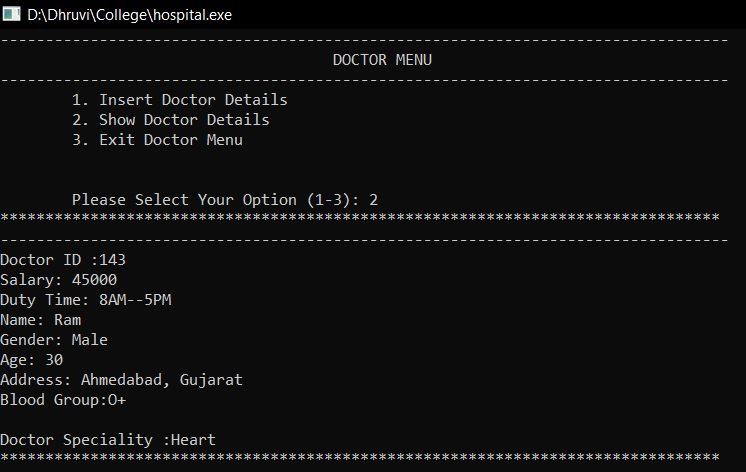 D:\Dhruvi\College\hospital.exe
---------------------------------------------------------------------------------
DOCTOR MENU
---------------------------------------------------------------------------------
1. Insert Doctor Details
2. Show Doctor Details
3. Exit Doctor Menu
Please Select Your Option (1-3): 2
********************************************************************************
---------------------------------------------------------------------------------
Doctor ID :143
Salary: 45000
Duty Time: 8AM--5PM
Name: Ram
Gender: Male
Age: 30
Address: Ahmedabad, Gujarat
Blood Group:O+
Doctor Speciality :Heart
********************************************************************************